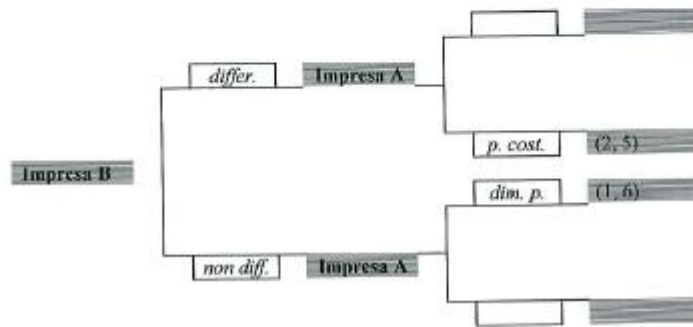 differ.
Impresa A
p. cost.
(2, 5)
Impresa B
dim. p.
(1, 6)
non diff.
Impresa A